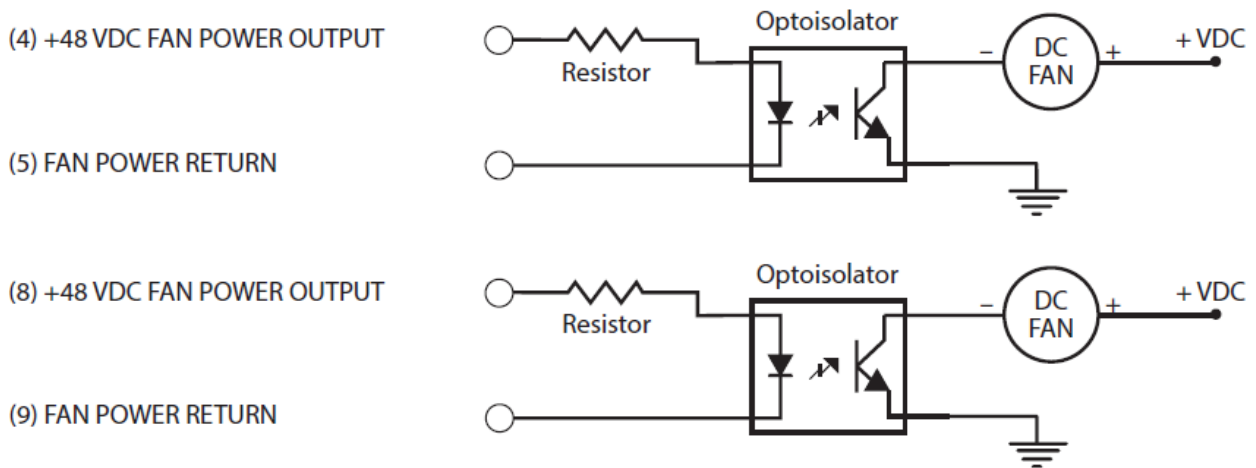 Optoisolator
(4) +48 VDC FAN POWER OUTPUT
Resistor
− DC FAN + + VDC
(5) FAN POWER RETURN
Optoisolator
(8) +48 VDC FAN POWER OUTPUT
Resistor
− DC FAN + + VDC
(9) FAN POWER RETURN